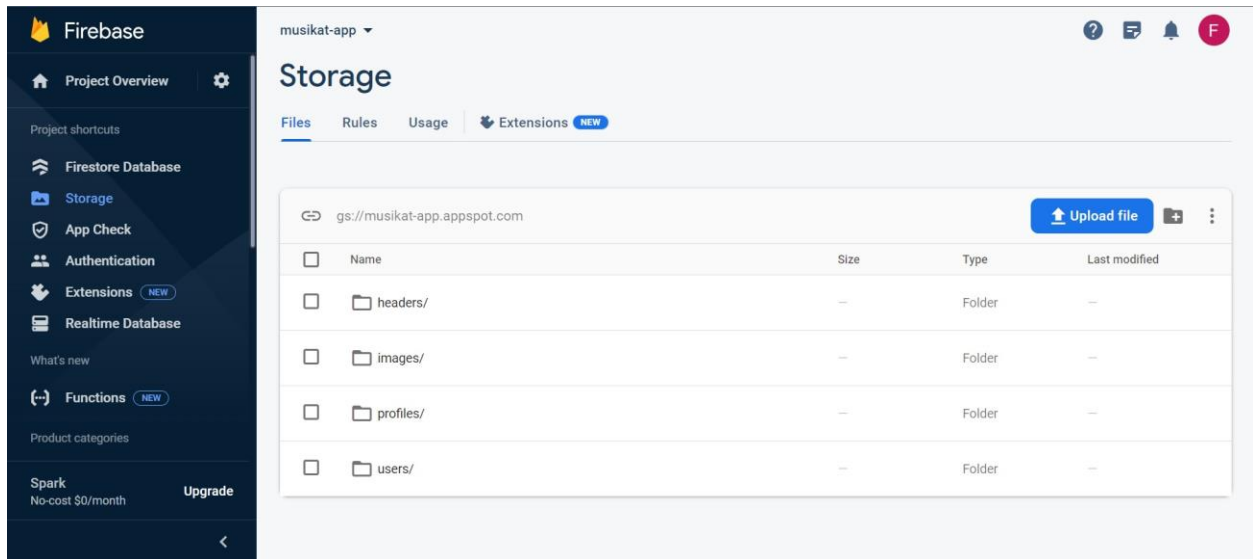 Firebase
Project Overview
Project shortcuts
Firestore Database
Storage
App Check
Authentication
Extensions NEW
Realtime Database
What's new
Functions NEW
Product categories
Spark
No-cost $0/month
Upgrade
musikat-app
F
Storage
Files Rules Usage Extensions NEW
gs://musikat-app.appspot.com Upload file
Name Size Type Last modified
headers/ — Folder —
images/ — Folder —
profiles/ — Folder —
users/ — Folder —